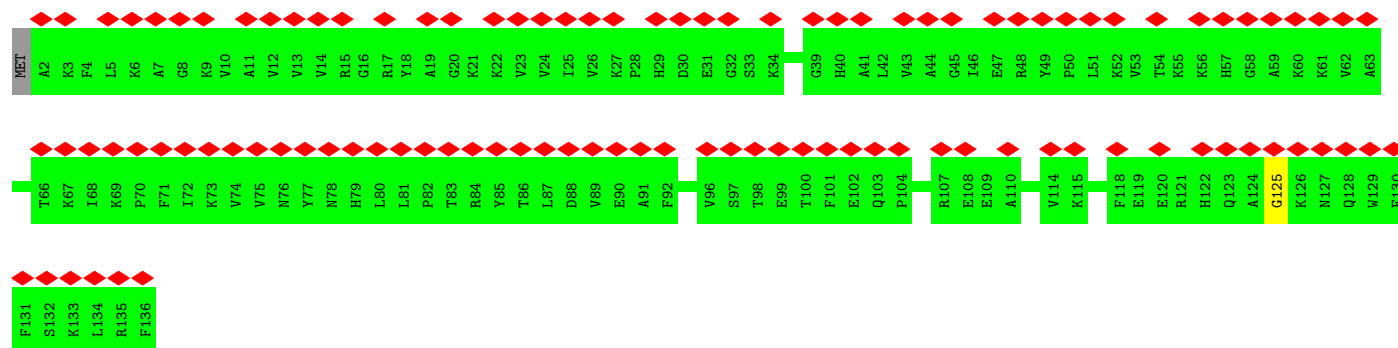 MET A2 K3 F4 L5 K6 A7 G8 K9 V10 A11 V12 V13 V14 R15 G16 R17 Y18 A19 G20 K21 K22 V23 V24 I25 V26 K27 P28 H29 D30 E31 G32 S33 K34 G39 H40 A41 L42 V43 A44 G45 I46 E47 R48 Y49 P50 L51 K52 V53 T54 K55 K56 H57 G58 A59 K60 K61 V62 A63
T66 K67 I68 K69 P70 F71 I72 K73 V74 V75 N76 Y77 N78 H79 L80 L81 P82 T83 R84 Y85 T86 L87 D88 V89 E90 A91 F92 V96 S97 T98 E99 T100 F101 E102 Q103 P104 R107 E108 E109 A110 V114 K115 F118 E119 E120 R121 H122 Q123 A124 G125 K126 N127 Q128 W129 F130
F131 S132 K133 L134 R135 F136